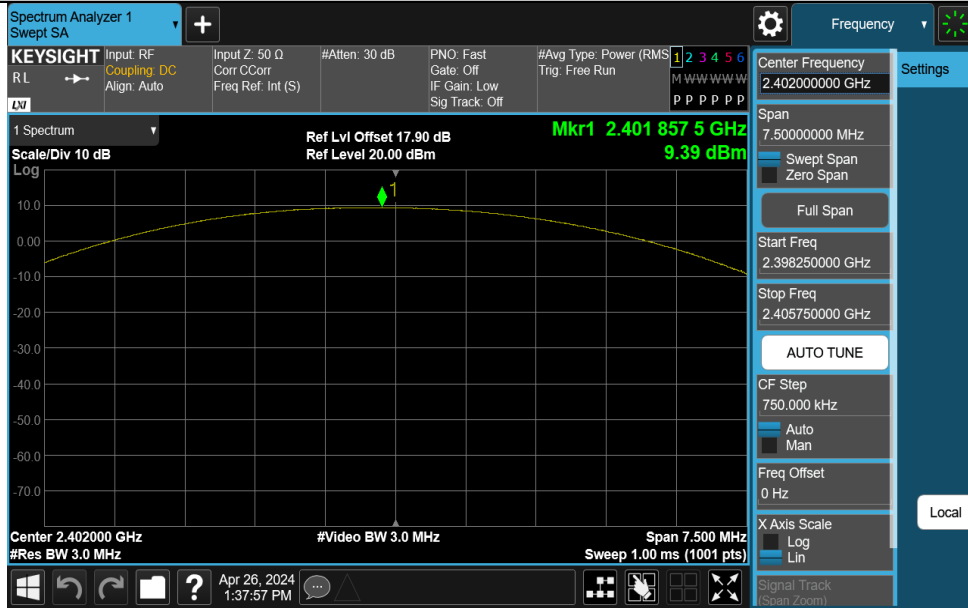 Spectrum Analyzer 1
Swept SA
+
Frequency
KEYSIGHT
RL
LXI
Input: RF
Coupling: DC
Align: Auto
Input Z: 50 Ω
Corr CCorr
Freq Ref: Int (S)
#Atten: 30 dB
PNO: Fast
Gate: Off
IF Gain: Low
Sig Track: Off
#Avg Type: Power (RMS
Trig: Free Run
1 2 3 4 5 6
M W W W W W
P P P P P P
1 Spectrum
Scale/Div 10 dB
Log
Ref Lvl Offset 17.90 dB
Ref Level 20.00 dBm
Mkr1 2.401 857 5 GHz
9.39 dBm
1
10.0
0.00
-10.0
-20.0
-30.0
-40.0
-50.0
-60.0
-70.0
Center 2.402000 GHz
#Res BW 3.0 MHz
#Video BW 3.0 MHz
Span 7.500 MHz
Sweep 1.00 ms (1001 pts)
Center Frequency
2.402000000 GHz
Span
7.50000000 MHz
Swept Span
Zero Span
Full Span
Start Freq
2.398250000 GHz
Stop Freq
2.405750000 GHz
AUTO TUNE
CF Step
750.000 kHz
Auto
Man
Freq Offset
0 Hz
X Axis Scale
Log
Lin
Signal Track
(Span Zoom)
Settings
Local
?
Apr 26, 2024
1:37:57 PM